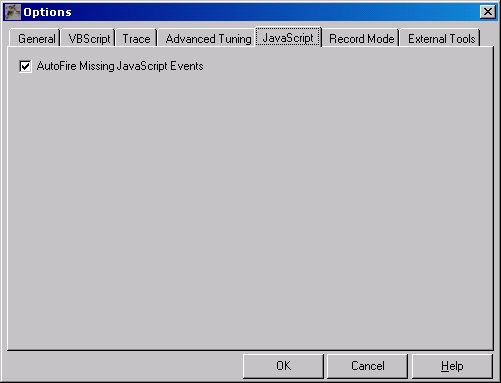 Options
General VBScript Trace Advanced Tuning JavaScript Record Mode External Tools
AutoFire Missing JavaScript Events
OK Cancel Help